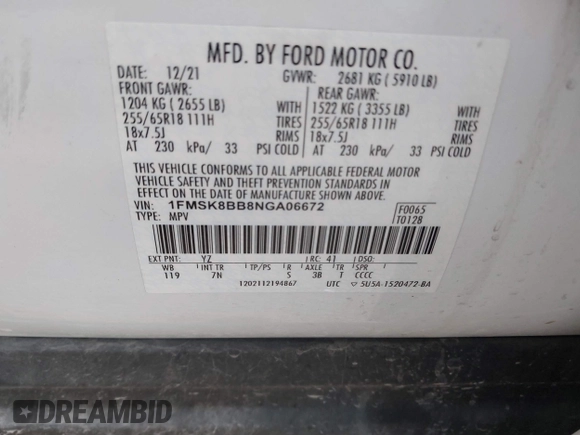 MFD. BY FORD MOTOR CO.
DATE: 12/21 GVWR: 2681 KG ( 5910 LB)
FRONT GAWR: REAR GAWR:
1204 KG ( 2655 LB) WITH 1522 KG ( 3355 LB) WITH
255/65R18 111H TIRES 255/65R18 111H TIRES
18x7.5J RIMS 18x7.5J RIMS
AT 230 kPa/ 33 PSI COLD AT 230 kPa/ 33 PSI COLD
THIS VEHICLE CONFORMS TO ALL APPLICABLE FEDERAL MOTOR
VEHICLE SAFETY AND THEFT PREVENTION STANDARDS IN
EFFECT ON THE DATE OF MANUFACTURE SHOWN ABOVE.
VIN: 1FMSK8BB8NGA06672 F0065
TYPE: MPV T0128
EXT PNT: YZ RC: 41 DSO:
WB INT TR TP/PS R AXLE TR SPR
119 7N S 3B T CCCC
1202112194867 UTC ▽ 5U5A-1520472-BA
DREAMBID